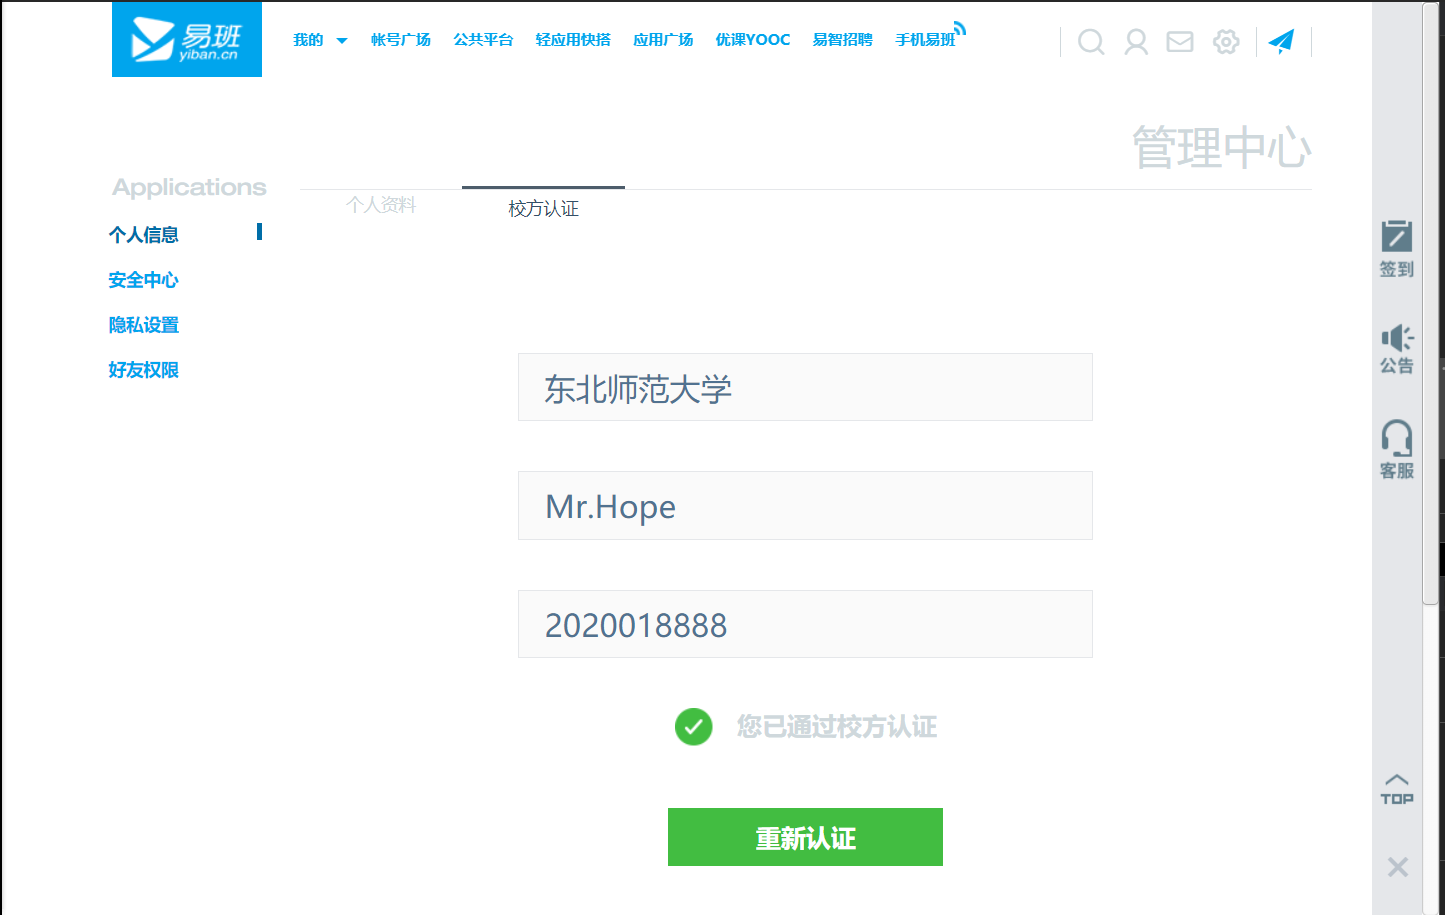 易班
yiban.cn
我的
帐号广场
公共平台
轻应用快搭
应用广场
优课YOOC
易智招聘
手机易班
管理中心
Applications
个人资料
校方认证
个人信息
安全中心
隐私设置
好友权限
东北师范大学
Mr.Hope
2020018888
您已通过校方认证
重新认证
签到
公告
客服
TOP